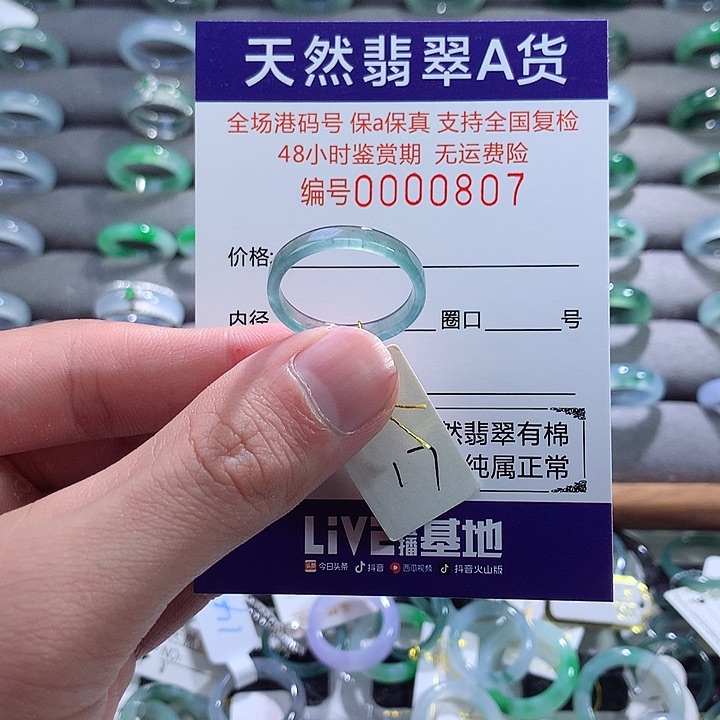 天然翡翠A货
全场港码号 保a保真 支持全国复检
48小时鉴赏期 无运费险
编号0000807
价格:
内径 圈口 号
然翡翠有棉
纯属正常
17
LiVE 播基地
今日头条 抖音 西瓜视频 抖音火山版